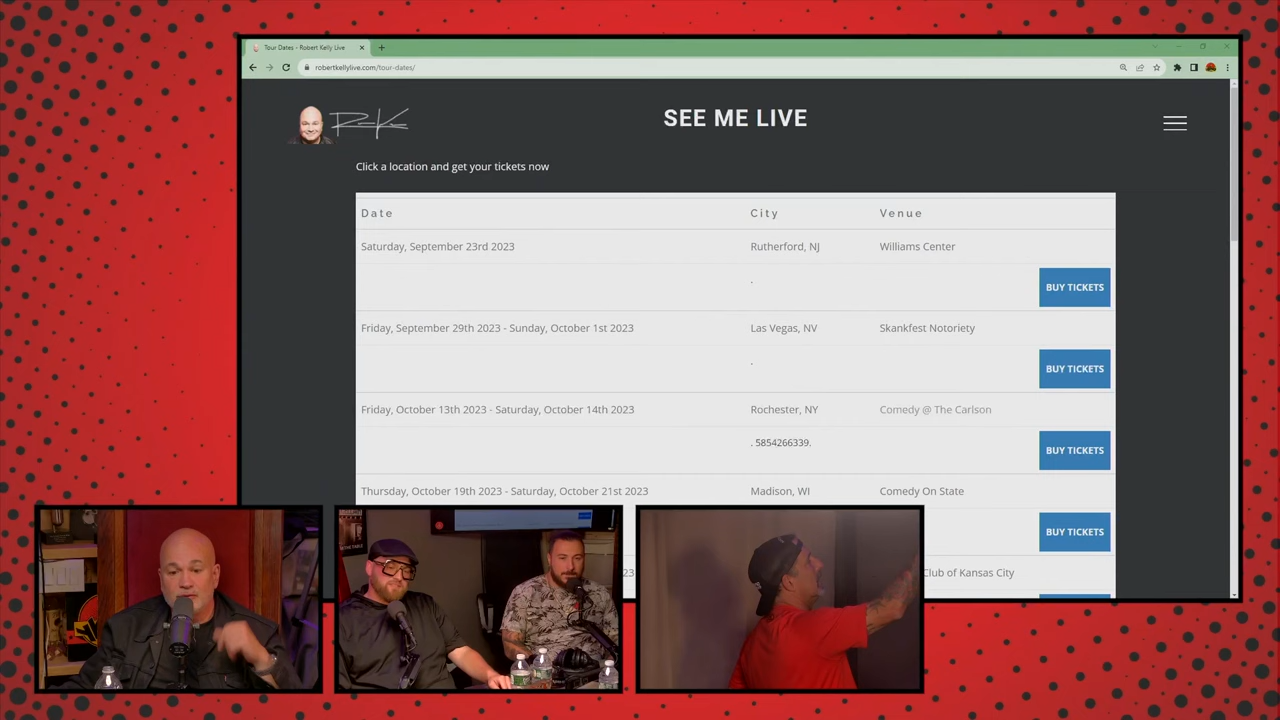 Tour Dates - Robert Kelly Live
robertkellylive.com/tour-dates/
SEE ME LIVE
Click a location and get your tickets now
Date City Venue
Saturday, September 23rd 2023 Rutherford, NJ Williams Center
.
BUY TICKETS
Friday, September 29th 2023 - Sunday, October 1st 2023 Las Vegas, NV Skankfest Notoriety
.
BUY TICKETS
Friday, October 13th 2023 - Saturday, October 14th 2023 Rochester, NY Comedy @ The Carlson
. 5854266339.
BUY TICKETS
Thursday, October 19th 2023 - Saturday, October 21st 2023 Madison, WI Comedy On State
BUY TICKETS
23 Club of Kansas City